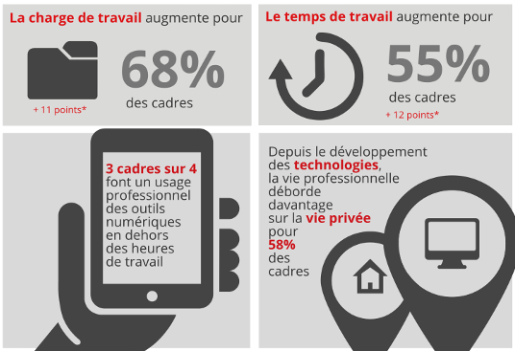 La charge de travail augmente pour
68%
des cadres
+ 11 points*
Le temps de travail augmente pour
55%
des cadres
+ 12 points*
3 cadres sur 4
font un usage
professionnel
des outils
numériques
en dehors
des heures
de travail
Depuis le développement
des technologies,
la vie professionnelle
déborde
davantage
sur la vie privée
pour
58%
des
cadres